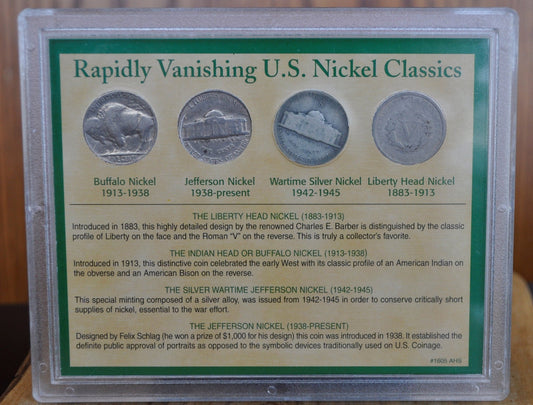 Rapidly Vanishing U.S. Nickel Classics
Buffalo Nickel
1913-1938
Jefferson Nickel
1938-present
Wartime Silver Nickel
1942-1945
Liberty Head Nickel
1883-1913
THE LIBERTY HEAD NICKEL (1883-1913)
Introduced in 1883, this highly detailed design by the renowned Charles E. Barber is distinguished by the classic
profile of Liberty on the face and the Roman "V" on the reverse. This is truly a collector's favorite.
THE INDIAN HEAD OR BUFFALO NICKEL (1913-1938)
Introduced in 1913, this distinctive coin celebrated the early West with its classic profile of an American Indian on
the obverse and an American Bison on the reverse.
THE SILVER WARTIME JEFFERSON NICKEL (1942-1945)
This special minting composed of a silver alloy, was issued from 1942-1945 in order to conserve critically short
supplies of nickel, essential to the war effort.
THE JEFFERSON NICKEL (1938-PRESENT)
Designed by Felix Schlag (he won a prize of $1,000 for his design) this coin was introduced in 1938. It established the
definite public approval of portraits as opposed to the symbolic devices traditionally used on U.S. Coinage.
#1605 AHS